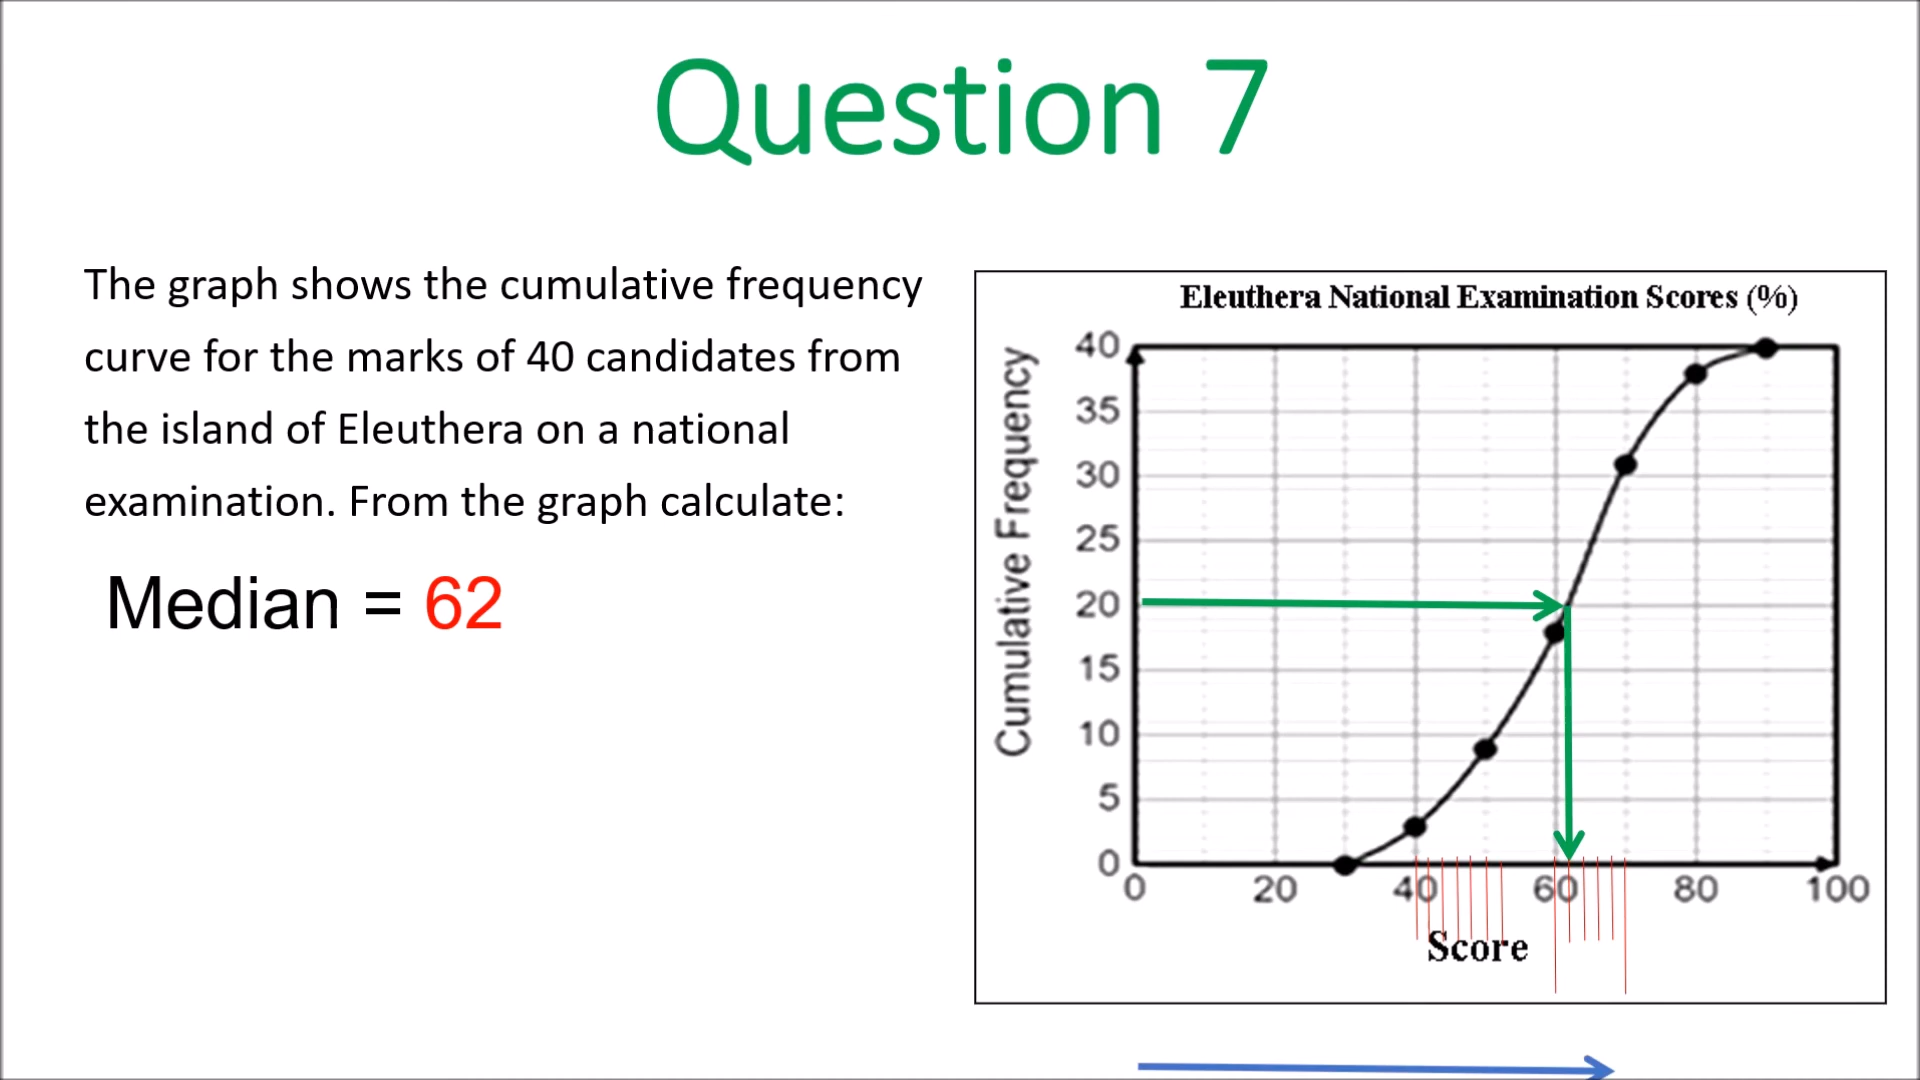 Question 7
The graph shows the cumulative frequency
curve for the marks of 40 candidates from
the island of Eleuthera on a national
examination. From the graph calculate:
Median = 62
Eleuthera National Examination Scores (%)
Cumulative Frequency
40
35
30
25
20
15
10
5
0
0 20 40 60 80 100
Score